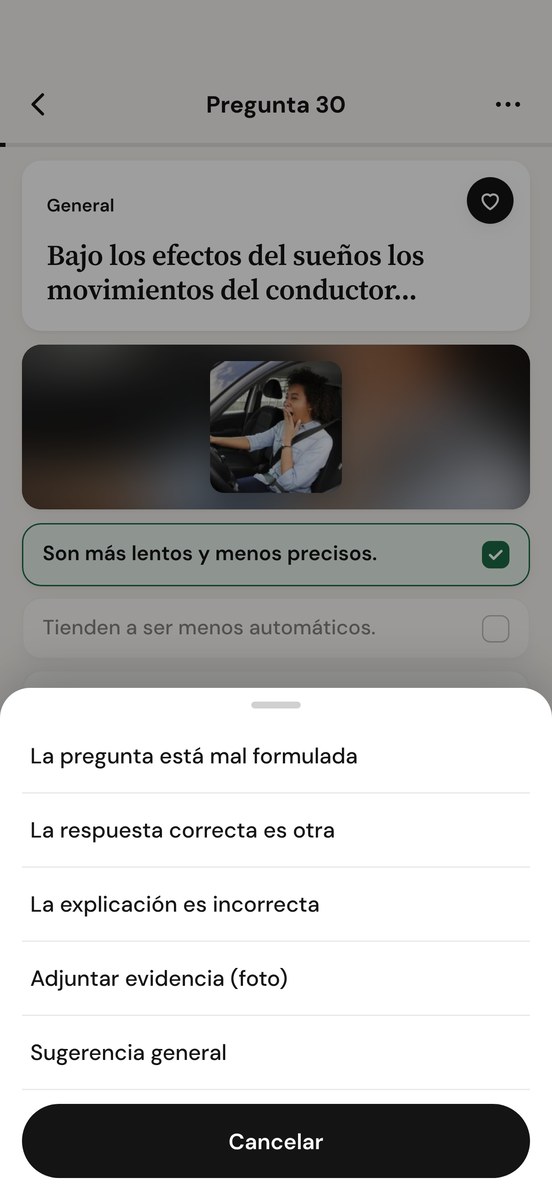 Pregunta 30
General
Bajo los efectos del sueños los
movimientos del conductor...
Son más lentos y menos precisos.
Tienden a ser menos automáticos.
La pregunta está mal formulada
La respuesta correcta es otra
La explicación es incorrecta
Adjuntar evidencia (foto)
Sugerencia general
Cancelar